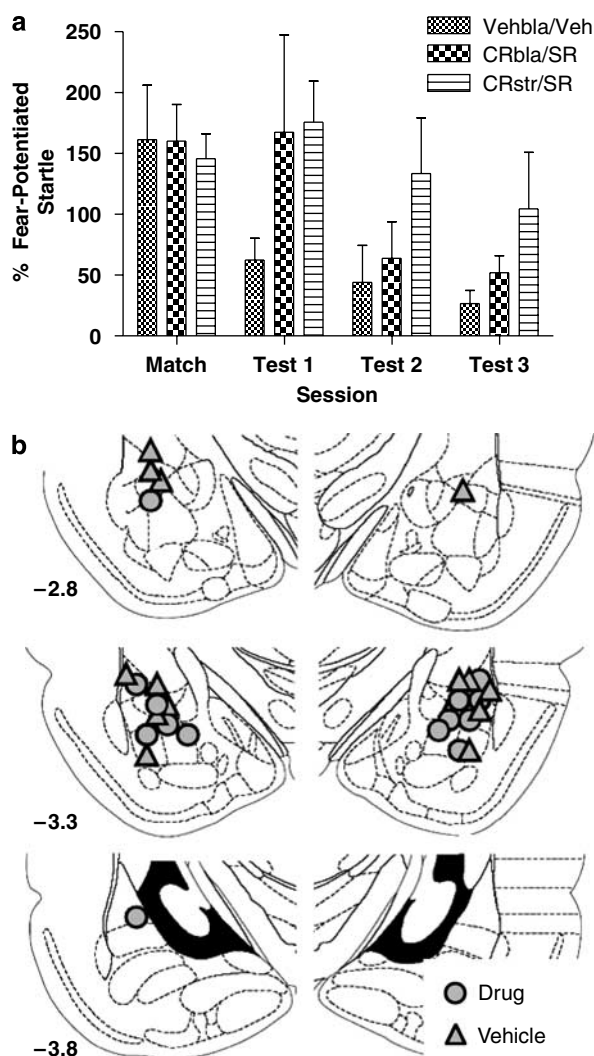 a
Vehbla/Veh
CRbla/SR
CRstr/SR
% Fear-Potentiated
Startle
250
200
150
100
50
0
Match Test 1 Test 2 Test 3
Session
b
–2.8
–3.3
–3.8
Drug
Vehicle